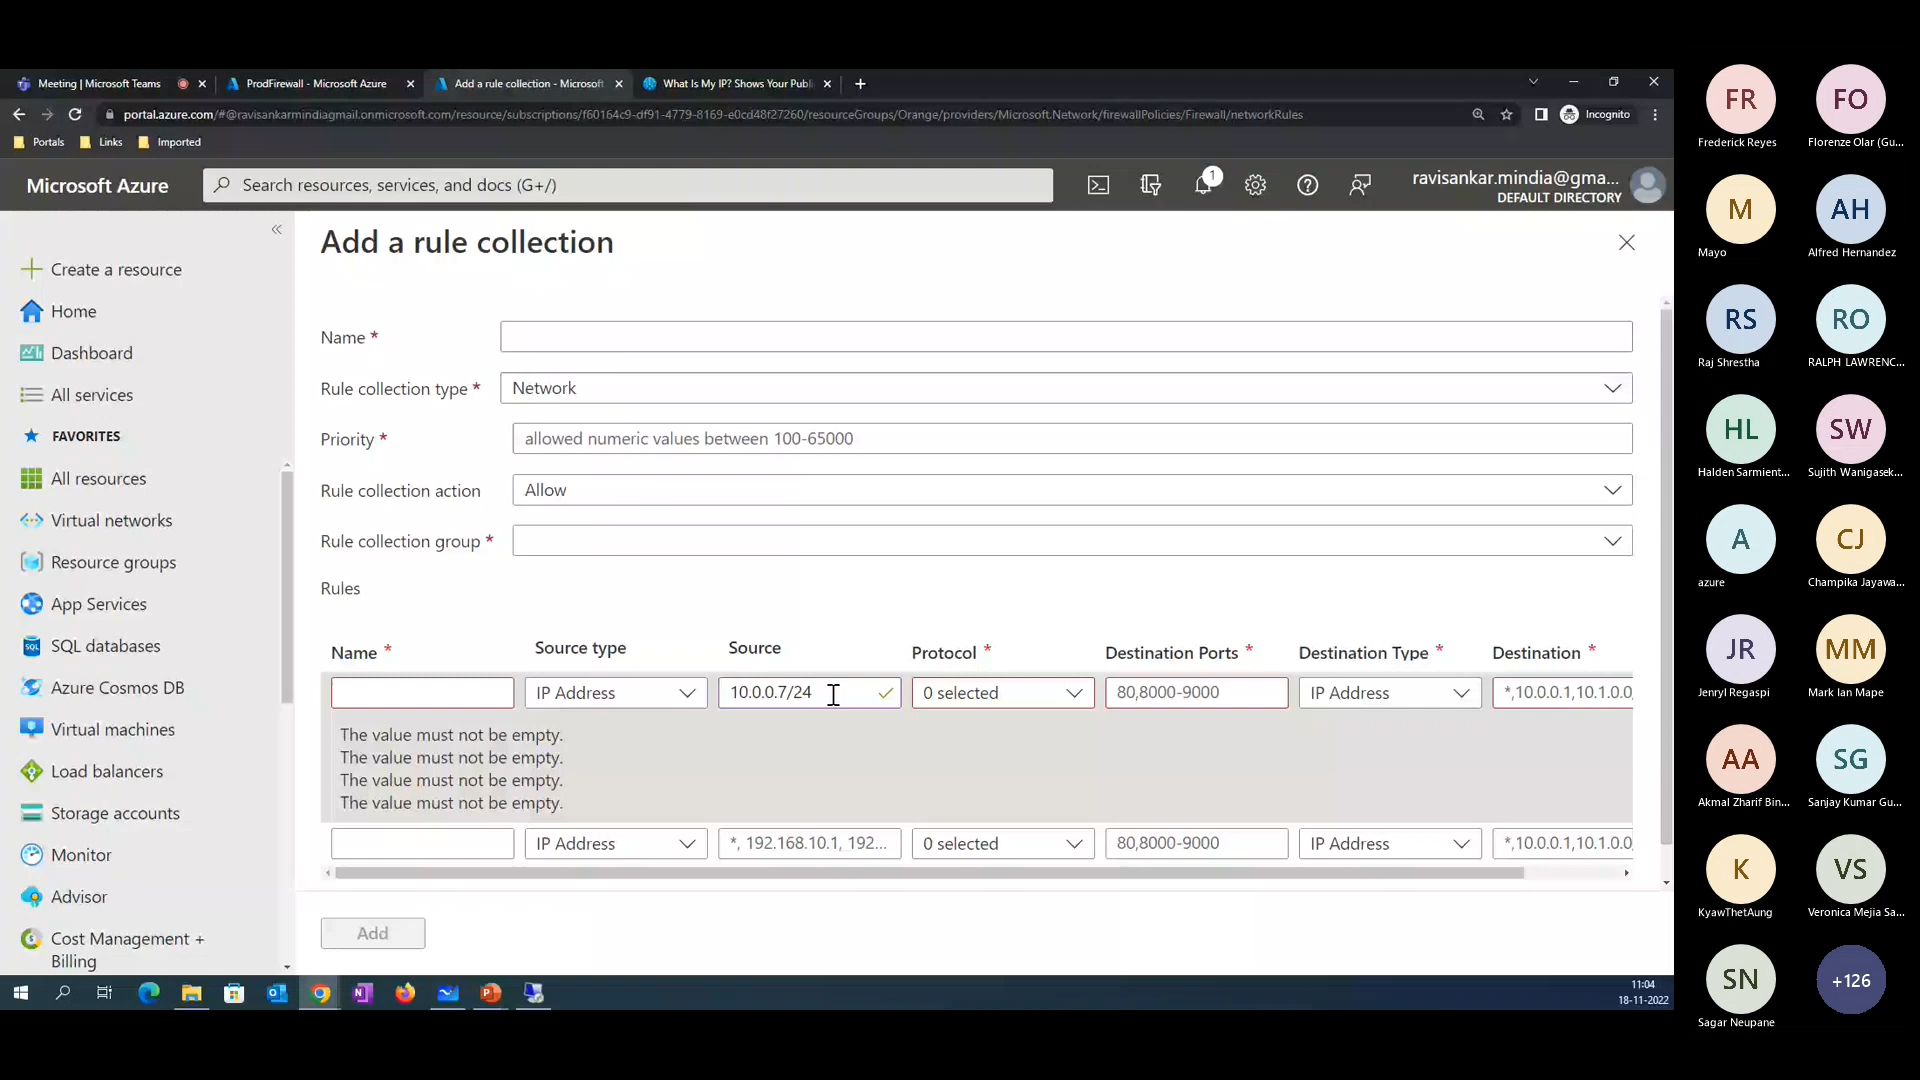 Meeting | Microsoft Teams
ProdFirewall - Microsoft Azure
Add a rule collection - Microsoft
What Is My IP? Shows Your Publi
portal.azure.com/#@ravisankarmindiagmail.onmicrosoft.com/resource/subscriptions/f60164c9-df91-4779-8169-e0cd48f27260/resourceGroups/Orange/providers/Microsoft.Network/firewallPolicies/Firewall/networkRules
Incognito
Portals
Links
Imported
Microsoft Azure
Search resources, services, and docs (G+/)
1
ravisankar.mindia@gma...
DEFAULT DIRECTORY
Create a resource
Home
Dashboard
All services
FAVORITES
All resources
Virtual networks
Resource groups
App Services
SQL databases
Azure Cosmos DB
Virtual machines
Load balancers
Storage accounts
Monitor
Advisor
Cost Management +
Billing
Add a rule collection
Name *
Rule collection type * Network
Priority * allowed numeric values between 100-65000
Rule collection action Allow
Rule collection group *
Rules
Name * Source type Source Protocol * Destination Ports * Destination Type * Destination *
IP Address 10.0.0.7/24 0 selected 80,8000-9000 IP Address *,10.0.0.1,10.1.0.0,
The value must not be empty.
The value must not be empty.
The value must not be empty.
The value must not be empty.
IP Address *, 192.168.10.1, 192... 0 selected 80,8000-9000 IP Address *,10.0.0.1,10.1.0.0,
Add
11:04
18-11-2022
FR FO
Frederick Reyes Florenze Olar (Gu...
M AH
Mayo Alfred Hernandez
RS RO
Raj Shrestha RALPH LAWRENC...
HL SW
Halden Sarmient... Sujith Wanigasek...
A CJ
azure Champika Jayawa...
JR MM
Jenryl Regaspi Mark Ian Mape
AA SG
Akmal Zharif Bin... Sanjay Kumar Gu...
K VS
KyawThetAung Veronica Mejia Sa...
SN +126
Sagar Neupane